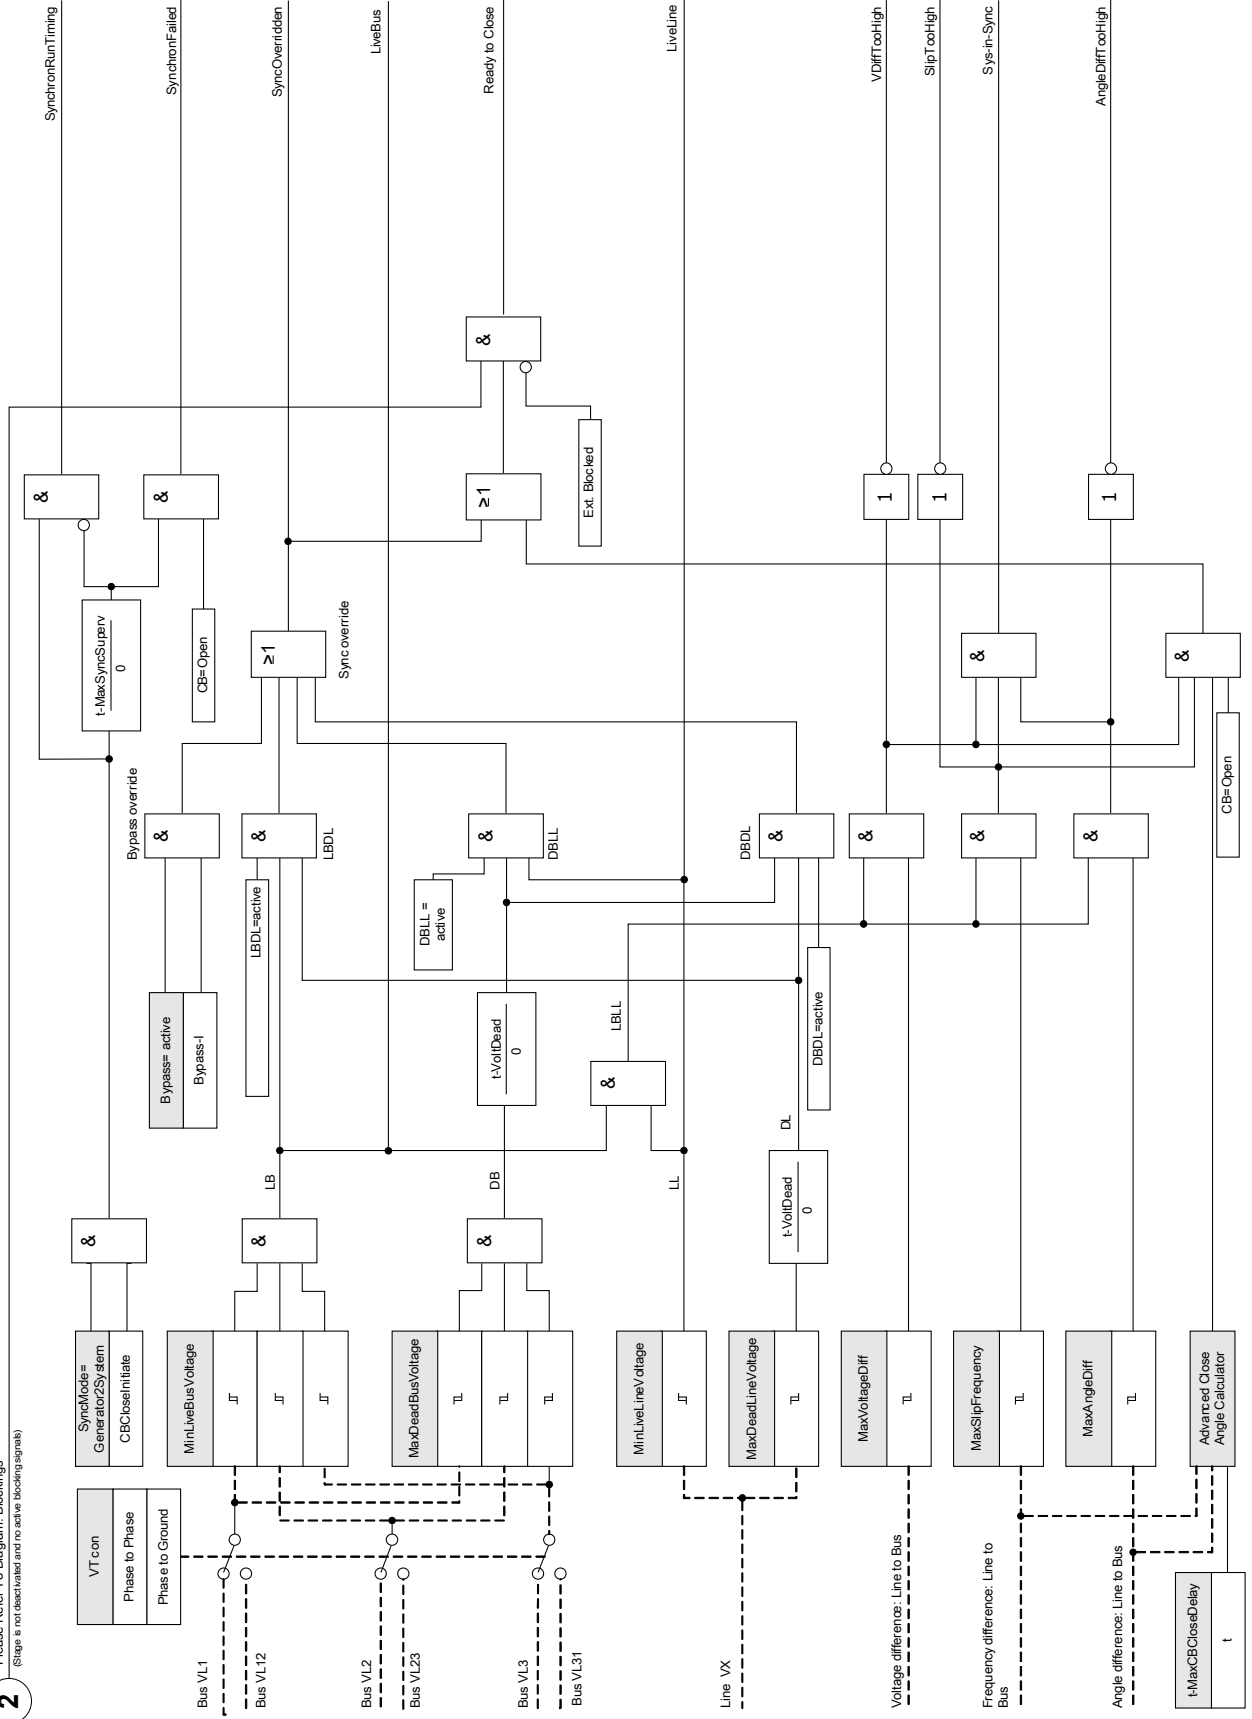 2
(Stage is not deactivated and no active blocking signals)
VT con
Phase to Phase
Phase to Ground
Bus VL1
Bus VL12
Bus VL2
Bus VL23
Bus VL3
Bus VL31
Line VX
Voltage difference: Line to Bus
Frequency difference: Line to
Bus
Angle difference: Line to Bus
t-MaxCBCloseDelay
t
SyncMode=
Generator2System
CBCloseInitiate
MinLiveBusVoltage
MaxDeadBusVoltage
MinLiveLineVoltage
MaxDeadLineVoltage
MaxVoltageDiff
MaxSlipFrequency
MaxAngleDiff
Advanced Close
Angle Calculator
&
&
&
LB
DB
LL
t-VoltDead
0
DL
Bypass= active
Bypass-I
LBDL=active
t-VoltDead
0
&
LBLL
DBLL =
active
DBDL=active
Bypass override
&
&
LBDL
&
DBLL
DBDL
&
&
&
&
CB=Open
t-MaxSyncSuperv
0
CB=Open
≥1
Sync override
&
&
&
&
≥1
Ext. Blocked
1
1
1
&
SynchronRunTiming
SynchronFailed
SyncOverridden
LiveBus
Ready to Close
LiveLine
VDiffTooHigh
SlipTooHigh
Sys-in-Sync
AngleDiffTooHigh